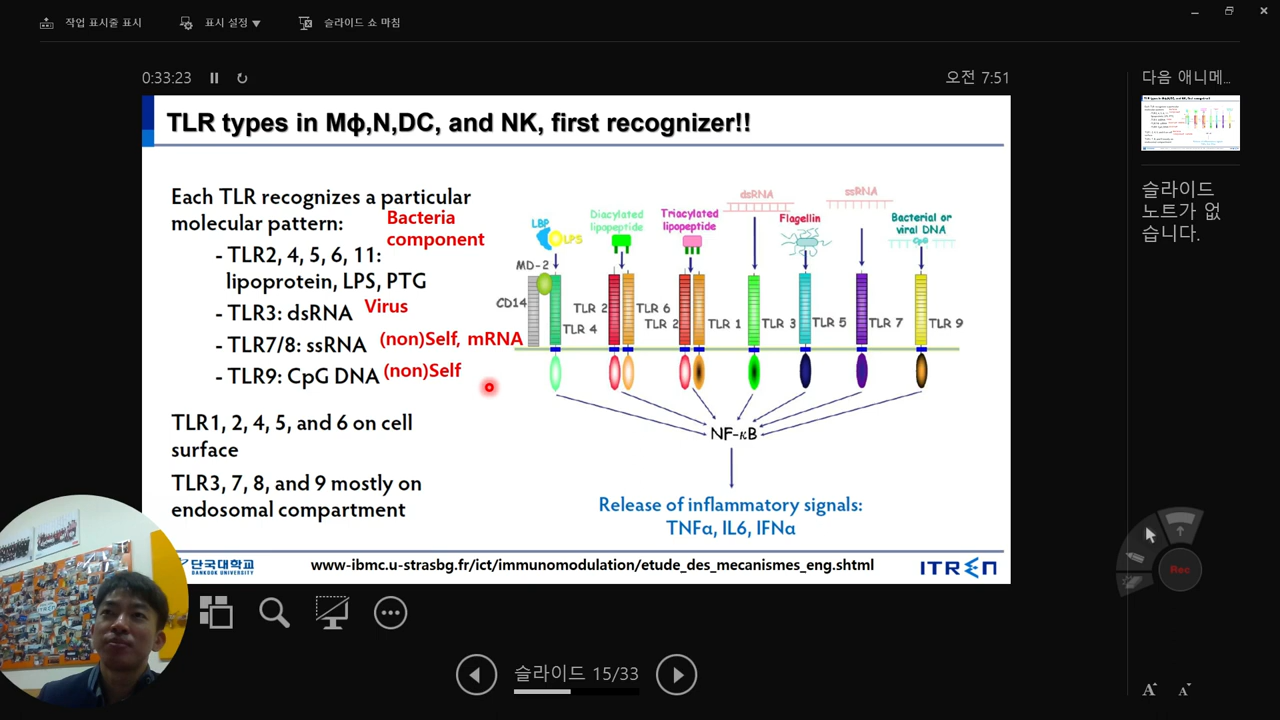 작업 표시줄 표시
표시 설정 ▼
슬라이드 쇼 마침
0:33:23
오전 7:51
다음 애니메...
TLR types in Mϕ,N,DC, and NK, first recognizer!!
Each TLR recognizes a particular
molecular pattern:
Bacteria
component
- TLR2, 4, 5, 6, 11:
lipoprotein, LPS, PTG
- TLR3: dsRNA
Virus
- TLR7/8: ssRNA
(non)Self, mRNA
- TLR9: CpG DNA
(non)Self
TLR1, 2, 4, 5, and 6 on cell
surface
TLR3, 7, 8, and 9 mostly on
endosomal compartment
LBP
LPS
MD-2
CD14
TLR 4
Diacylated
lipopeptide
TLR 2
TLR 6
Triacylated
lipopeptide
TLR 2
TLR 1
dsRNA
TLR 3
Flagellin
TLR 5
ssRNA
TLR 7
Bacterial or
viral DNA
CpG
TLR 9
NF-κB
Release of inflammatory signals:
TNFα, IL6, IFNα
단국대학교
DANKOOK UNIVERSITY
www-ibmc.u-strasbg.fr/ict/immunomodulation/etude_des_mecanismes_eng.shtml
ITREN
슬라이드
노트가 없
습니다.
Rec
슬라이드 15/33
A
A